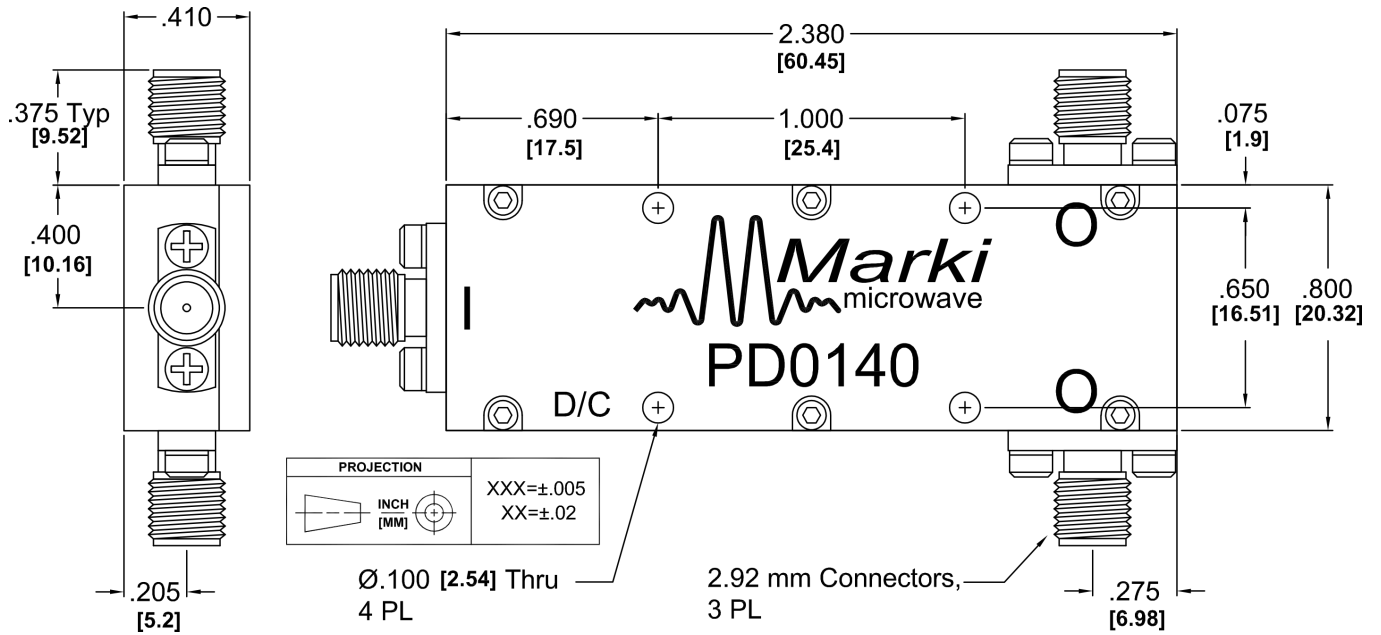 .410
2.380
[60.45]
.375 Typ
[9.52]
.690
[17.5]
1.000
[25.4]
.075
[1.9]
.400
[10.16]
O
Marki
microwave
I
.650
[16.51]
.800
[20.32]
PD0140
O
D/C
PROJECTION
INCH
[MM]
XXX=±.005
XX=±.02
Ø.100 [2.54] Thru
4 PL
2.92 mm Connectors,
3 PL
.205
[5.2]
.275
[6.98]